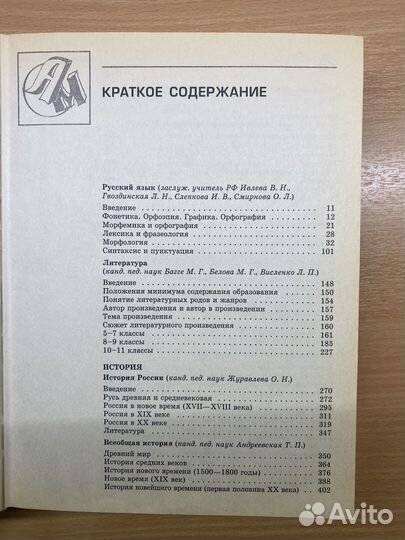 АМ
КРАТКОЕ СОДЕРЖАНИЕ
Русский язык (заслуж. учитель РФ Ивлева В. Н.,
Гвоздинская Л. Н., Слепкова И. В., Смиркова О. Л.)
Введение . . . . . . . . . . . . . . . . . . . . 11
Фонетика. Орфоэпия. Графика. Орфография . . . . . . . . 12
Морфемика и орфография . . . . . . . . . . . . . . 21
Лексика и фразеология . . . . . . . . . . . . . . . 28
Морфология . . . . . . . . . . . . . . . . . . . 32
Синтаксис и пунктуация . . . . . . . . . . . . . . 101
Литература
(канд. пед. наук Багге М. Г., Белова М. Г., Висленко Л. П.)
Введение . . . . . . . . . . . . . . . . . . . . 148
Положения минимума содержания образования . . . . . . 150
Понятие литературных родов и жанров . . . . . . . . . 154
Автор произведения и автор в произведении . . . . . . . 157
Тема произведения . . . . . . . . . . . . . . . . 159
Сюжет литературного произведения . . . . . . . . . . 160
5–7 классы . . . . . . . . . . . . . . . . . . . 161
8–9 классы . . . . . . . . . . . . . . . . . . . 185
10–11 классы . . . . . . . . . . . . . . . . . . 227
ИСТОРИЯ
История России (канд. пед. наук Журавлева О. Н.)
Введение . . . . . . . . . . . . . . . . . . . . 270
Русь древняя и средневековая . . . . . . . . . . . . 272
Россия в новое время (XVII—XVIII века) . . . . . . . . 295
Россия в XIX веке . . . . . . . . . . . . . . . . 311
Россия в XX веке . . . . . . . . . . . . . . . . 319
Литература . . . . . . . . . . . . . . . . . . . 347
Всеобщая история (канд. пед. наук Андреевская Т. П.)
Древний мир . . . . . . . . . . . . . . . . . . . 350
История средних веков . . . . . . . . . . . . . . . 364
История нового времени (1500—1800 годы) . . . . . . . . 376
Новое время (XIX век) . . . . . . . . . . . . . . . 388
История новейшего времени (первая половина XX века) . . . 402
Avito